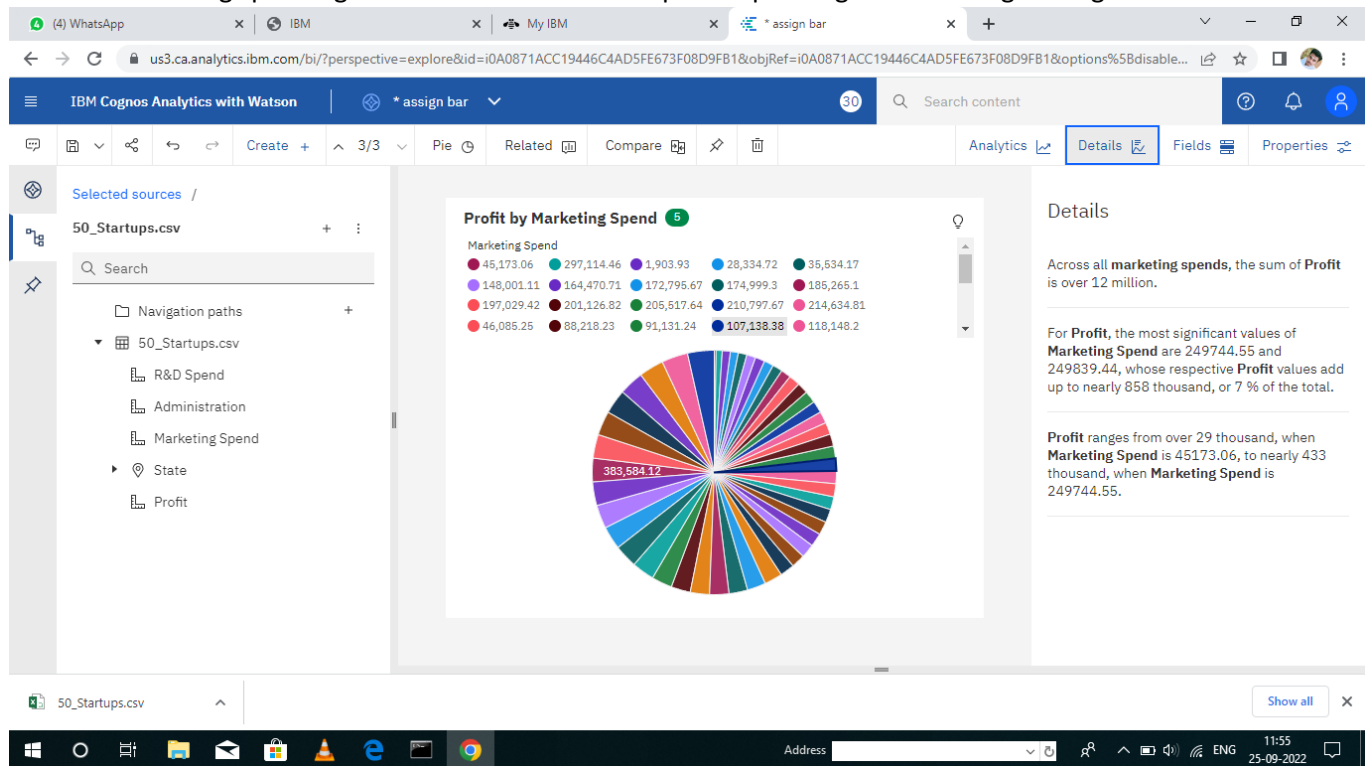 (4) WhatsApp
IBM
My IBM
* assign bar
us3.ca.analytics.ibm.com/bi/?perspective=explore&id=i0A0871ACC19446C4AD5FE673F08D9FB1&objRef=i0A0871ACC19446C4AD5FE673F08D9FB1&options%5Bdisable...
IBM Cognos Analytics with Watson
* assign bar
30
Search content
Create +
3/3
Pie
Related
Compare
Analytics
Details
Fields
Properties
Selected sources /
50_Startups.csv
Search
Navigation paths
50_Startups.csv
R&D Spend
Administration
Marketing Spend
State
Profit
Profit by Marketing Spend 5
Marketing Spend
45,173.06 297,114.46 1,903.93 28,334.72 35,534.17
148,001.11 164,470.71 172,795.67 174,999.3 185,265.1
197,029.42 201,126.82 205,517.64 210,797.67 214,634.81
46,085.25 88,218.23 91,131.24 107,138.38 118,148.2
383,584.12
Details
Across all marketing spends, the sum of Profit
is over 12 million.
For Profit, the most significant values of
Marketing Spend are 249744.55 and
249839.44, whose respective Profit values add
up to nearly 858 thousand, or 7 % of the total.
Profit ranges from over 29 thousand, when
Marketing Spend is 45173.06, to nearly 433
thousand, when Marketing Spend is
249744.55.
50_Startups.csv
Show all
Address
ENG
11:55
25-09-2022